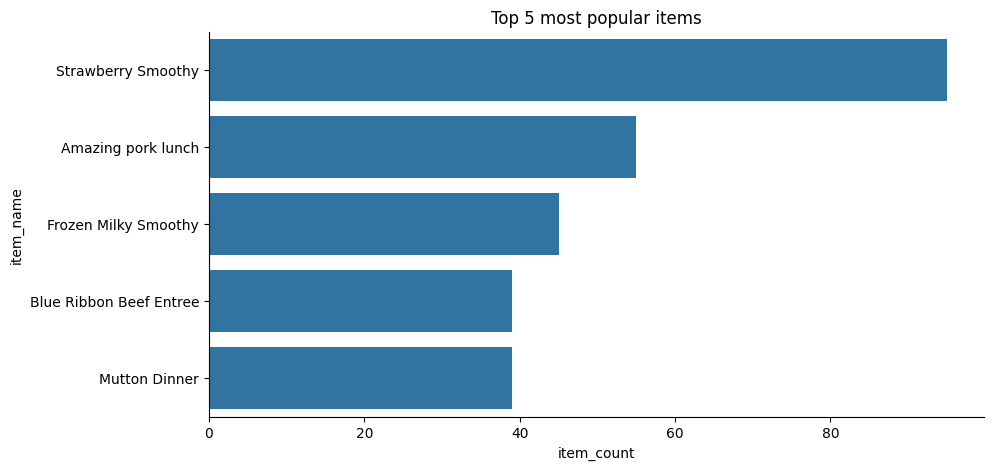 Top 5 most popular items
item_name
Strawberry Smoothy
Amazing pork lunch
Frozen Milky Smoothy
Blue Ribbon Beef Entree
Mutton Dinner
0 20 40 60 80
item_count